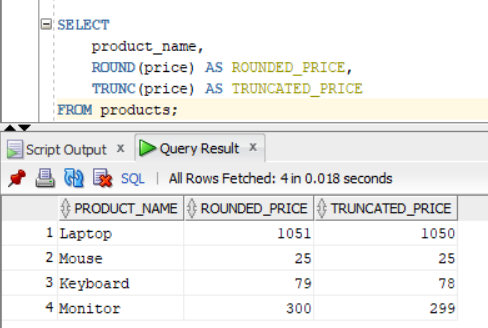 SELECT
product_name,
ROUND(price) AS ROUNDED_PRICE,
TRUNC(price) AS TRUNCATED_PRICE
FROM products;
Script Output x Query Result x
SQL | All Rows Fetched: 4 in 0.018 seconds
PRODUCT_NAME ROUNDED_PRICE TRUNCATED_PRICE
1 Laptop 1051 1050
2 Mouse 25 25
3 Keyboard 79 78
4 Monitor 300 299